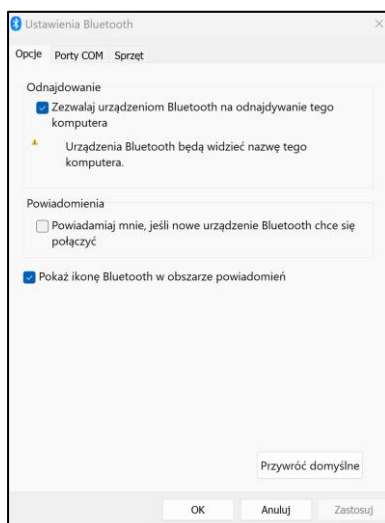 Ustawienia Bluetooth
Opcje Porty COM Sprzęt
Odnajdowanie
Zezwalaj urządzeniom Bluetooth na odnajdywanie tego
komputera
Urządzenia Bluetooth będą widzieć nazwę tego
komputera.
Powiadomienia
Powiadamiaj mnie, jeśli nowe urządzenie Bluetooth chce się
połączyć
Pokaż ikonę Bluetooth w obszarze powiadomień
Przywróć domyślne
OK Anuluj Zastosuj